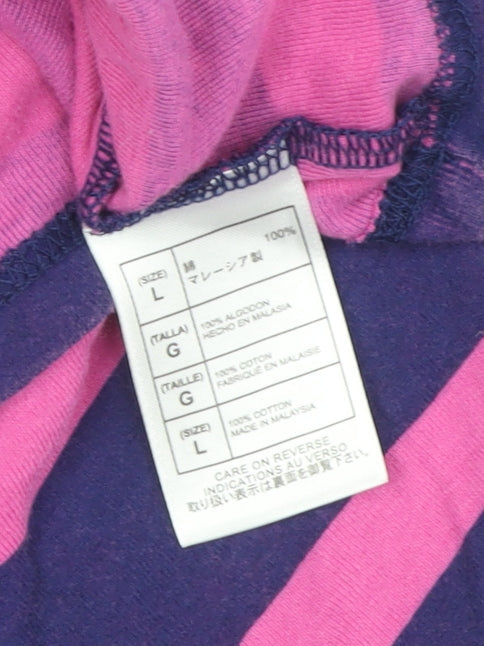 (SIZE)
L
綿 100%
マレーシア製
(TALLA)
G
100% ALGODON
HECHO EN MALASIA
(TAILLE)
G
100% COTON
FABRIQUÉ EN MALAISIE
(SIZE)
L
100% COTTON
MADE IN MALAYSIA
CARE ON REVERSE
INDICATIONS AU VERSO
取り扱い表示は裏面を御覧下さい。